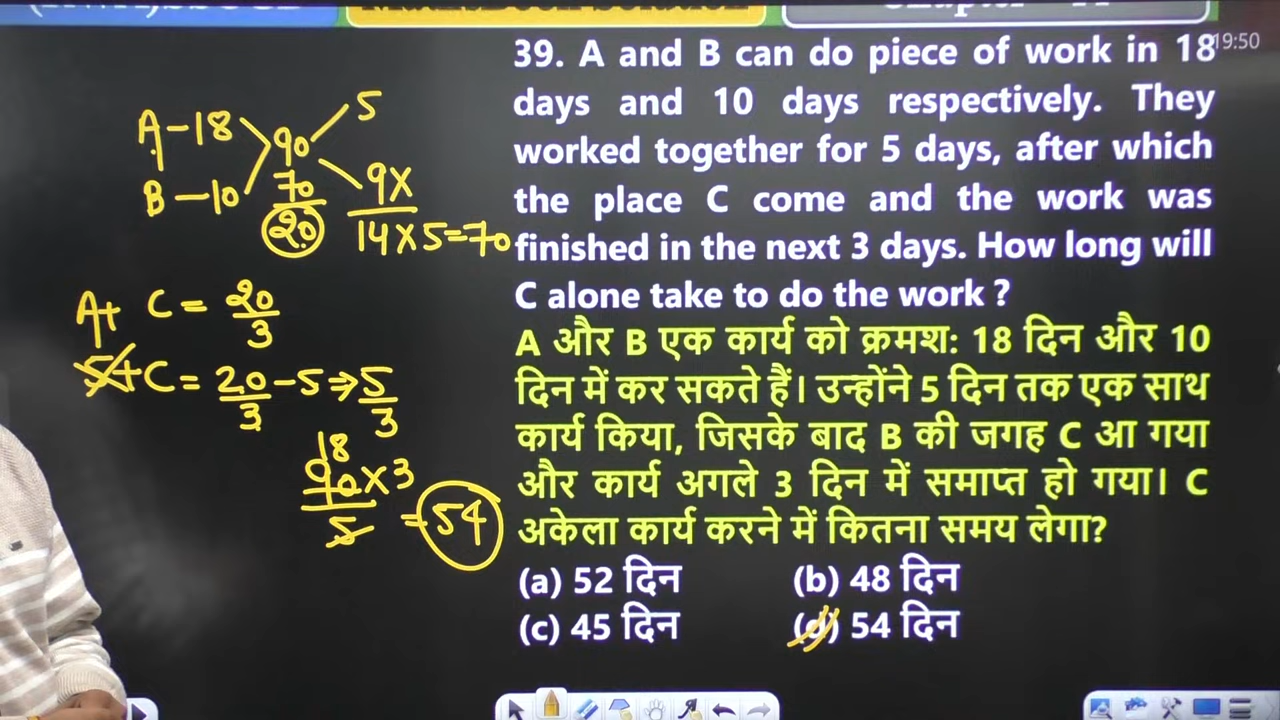 19:50
39. A and B can do piece of work in 18
days and 10 days respectively. They
worked together for 5 days, after which
the place C come and the work was
finished in the next 3 days. How long will
C alone take to do the work ?
A और B एक कार्य को क्रमश: 18 दिन और 10
दिन में कर सकते हैं। उन्होंने 5 दिन तक एक साथ
कार्य किया, जिसके बाद B की जगह C आ गया
और कार्य अगले 3 दिन में समाप्त हो गया। C
अकेला कार्य करने में कितना समय लेगा?
(a) 52 दिन (b) 48 दिन
(c) 45 दिन (d) 54 दिन
A-18
B-10
90
70
20
5
9x
14x5=70
A+ C = 20/3
5+C = 20/3 -5⇒5/3
18
90x3/5 = 54